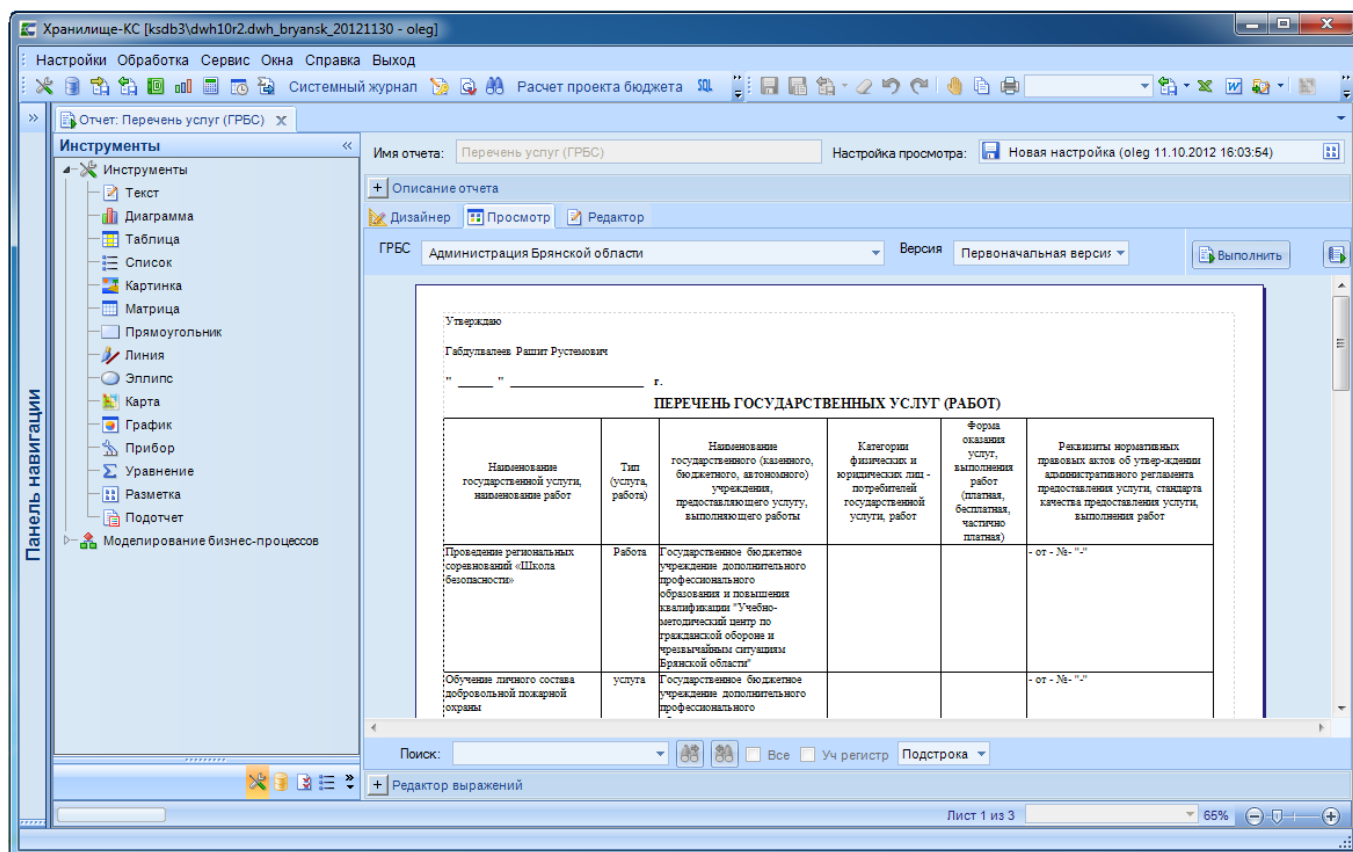 Хранилище-КС [ksdb3\dwh10r2.dwh_bryansk_20121130 - oleg]
Настройки Обработка Сервис Окна Справка Выход
Системный журнал Расчет проекта бюджета SQL
Отчет: Перечень услуг (ГРБС)
Инструменты
Имя отчета: Перечень услуг (ГРБС) Настройка просмотра: Новая настройка (oleg 11.10.2012 16:03:54)
Инструменты
Текст
Диаграмма
Таблица
Список
Картинка
Матрица
Прямоугольник
Линия
Эллипс
Карта
График
Прибор
Уравнение
Разметка
Подотчет
Моделирование бизнес-процессов
Панель навигации
Описание отчета
Дизайнер Просмотр Редактор
ГРБС Администрация Брянской области Версия Первоначальная версия Выполнить
Утверждаю
Габдулвалеев Рашит Рустемович
" ______ " ____________________ г.
ПЕРЕЧЕНЬ ГОСУДАРСТВЕННЫХ УСЛУГ (РАБОТ)
Наименование
государственной услуги,
наименование работ
Тип
(услуга,
работа)
Наименование
государственного (казенного,
бюджетного, автономного)
учреждения,
предоставляющего услугу,
выполняющего работы
Категории
физических и
юридических лиц -
потребителей
государственной
услуги, работ
Форма
оказания
услуг,
выполнения
работ
(платная,
бесплатная,
частично
платная)
Реквизиты нормативных
правовых актов об утвер-ждении
административного регламента
предоставления услуги, стандарта
качества предоставления услуги,
выполнения работ
Проведение региональных
соревнований «Школа
безопасности»
Работа
Государственное бюджетное
учреждение дополнительного
профессионального
образования и повышения
квалификации "Учебно-
методический центр по
гражданской обороне и
чрезвычайным ситуациям
Брянской области"
- от - №- "-"
Обучение личного состава
добровольной пожарной
охраны
услуга
Государственное бюджетное
учреждение дополнительного
профессионального
- от - №- "-"
Поиск: Все Уч регистр Подстрока
Редактор выражений
Лист 1 из 3 65%